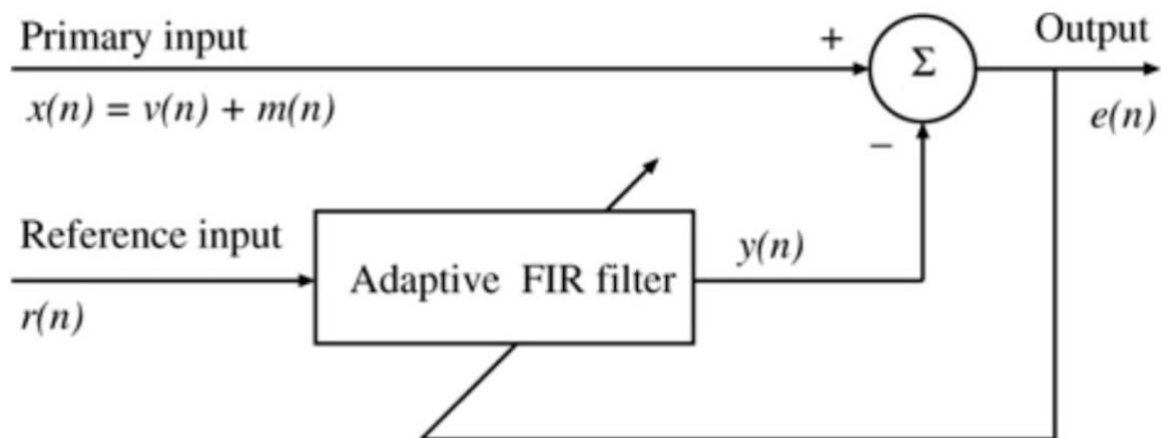 Primary input
+
Σ
Output
x(n) = v(n) + m(n)
e(n)
−
Reference input
Adaptive FIR filter
y(n)
r(n)